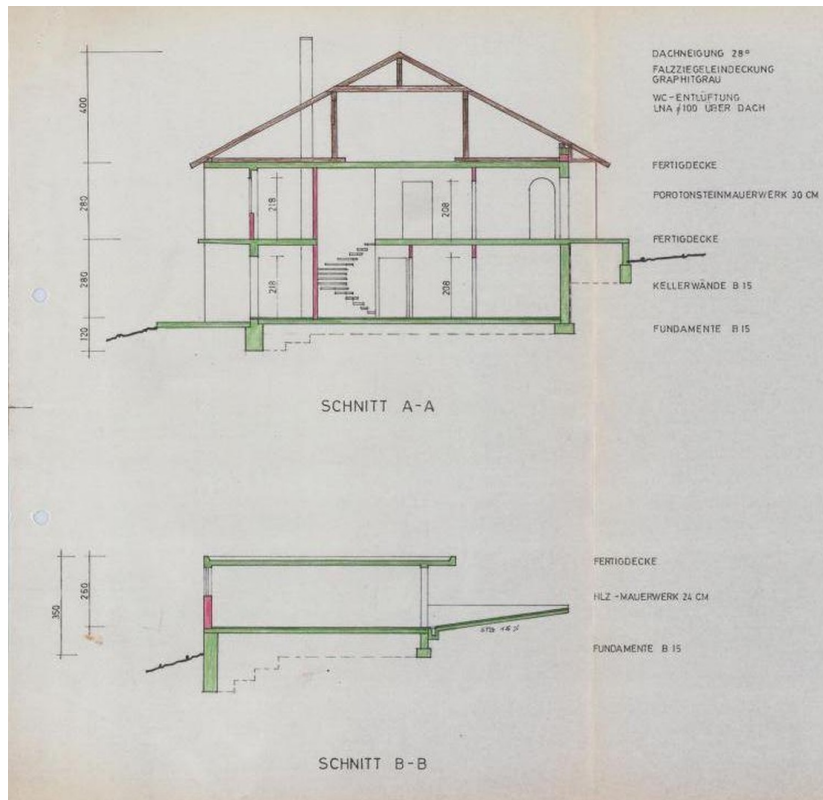 DACHNEIGUNG 28°
FALZZIEGELEINDECKUNG
GRAPHITGRAU
WC-ENTLÜFTUNG
LNA ∮100 ÜBER DACH
400
FERTIGDECKE
280
218
208
POROTONSTEINMAUERWERK 30 CM
FERTIGDECKE
280
218
208
KELLERWÄNDE B 15
120
FUNDAMENTE B 15
SCHNITT A-A
FERTIGDECKE
350
260
HLZ-MAUERWERK 24 CM
FUNDAMENTE B 15
SCHNITT B-B